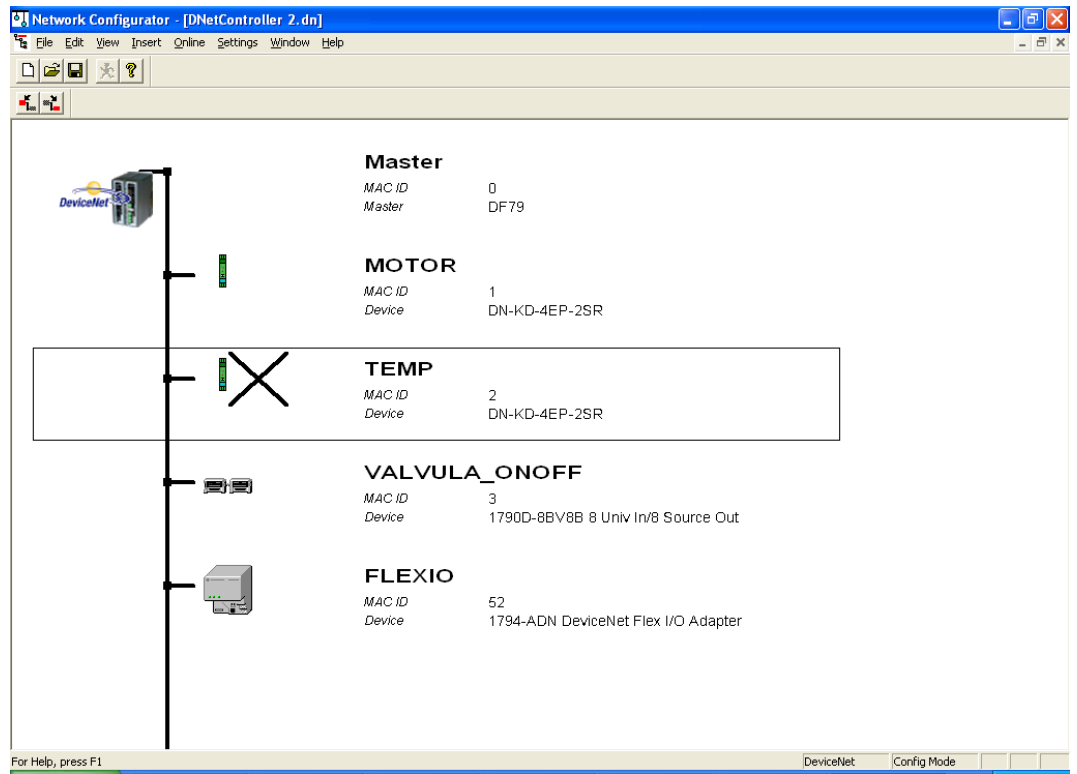 Network Configurator - [DNetController 2.dn]
File Edit View Insert Online Settings Window Help
Master
MAC ID 0
Master DF79
DeviceNet
MOTOR
MAC ID 1
Device DN-KD-4EP-2SR
TEMP
MAC ID 2
Device DN-KD-4EP-2SR
VALVULA_ONOFF
MAC ID 3
Device 1790D-8BV8B 8 Univ In/8 Source Out
FLEXIO
MAC ID 52
Device 1794-ADN DeviceNet Flex I/O Adapter
For Help, press F1 DeviceNet Config Mode